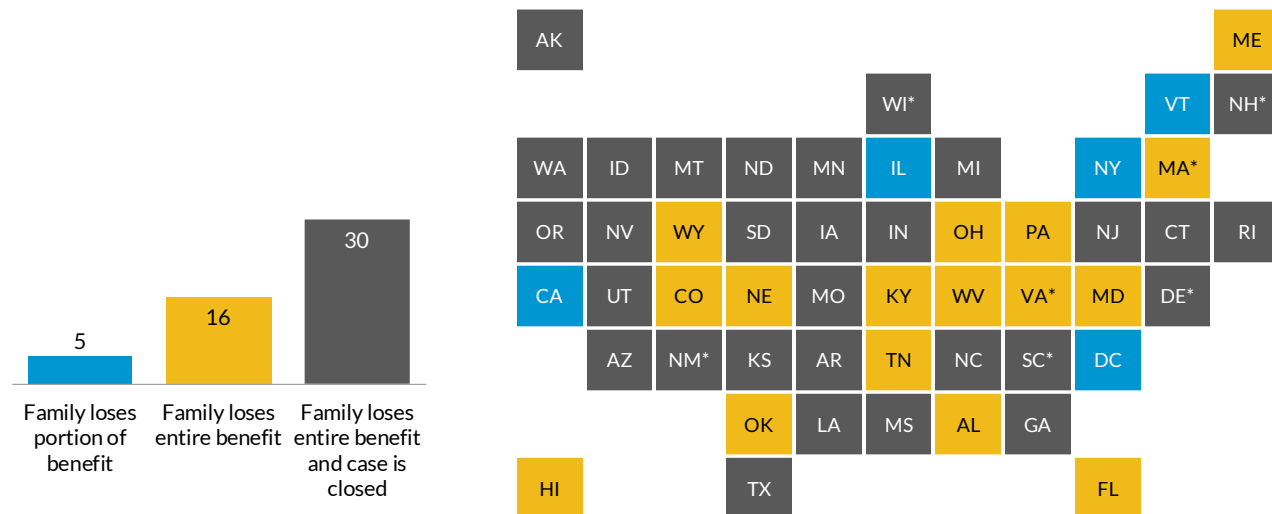 5
16
30
Family loses
portion of
benefit
Family loses
entire benefit
Family loses
entire benefit
and case is
closed
AK
ME
WI*
VT
NH*
WA
ID
MT
ND
MN
IL
MI
NY
MA*
OR
NV
WY
SD
IA
IN
OH
PA
NJ
CT
RI
CA
UT
CO
NE
MO
KY
WV
VA*
MD
DE*
AZ
NM*
KS
AR
TN
NC
SC*
DC
OK
LA
MS
AL
GA
HI
TX
FL